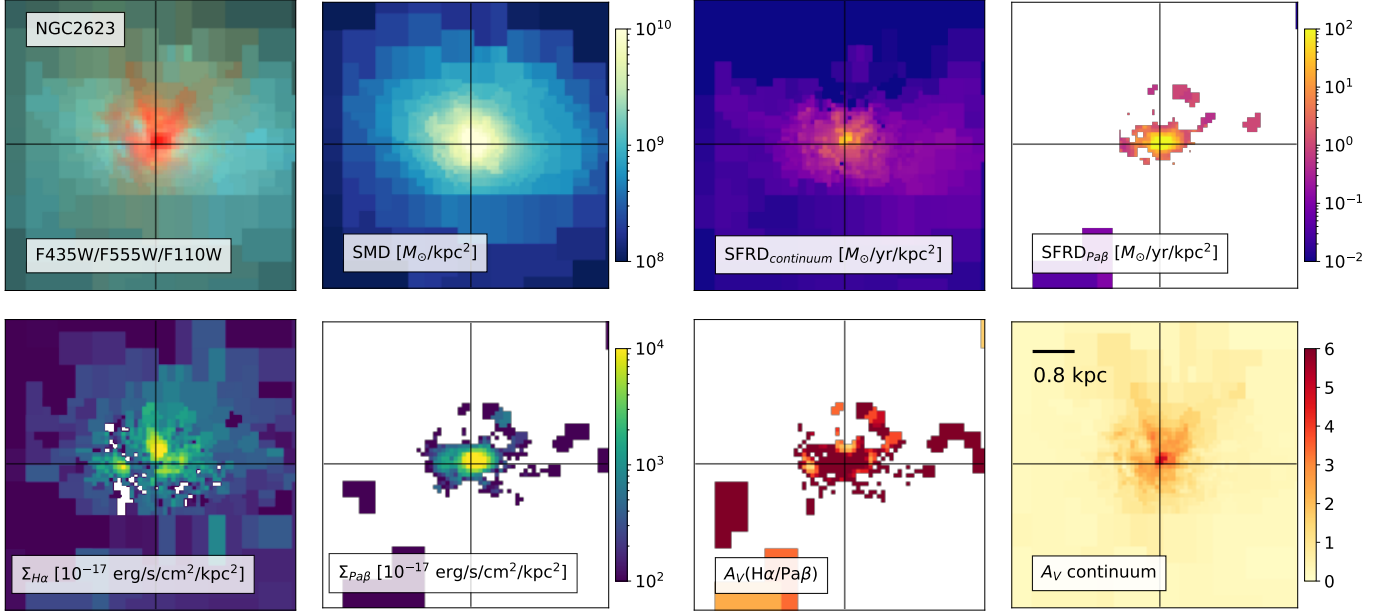 NGC2623
F435W/F555W/F110W
SMD [M⊙/kpc²]
10¹⁰
10⁹
10⁸
SFRD_continuum [M⊙/yr/kpc²]
SFRD_Paβ [M⊙/yr/kpc²]
10²
10¹
10⁰
10⁻¹
10⁻²
Σ_Hα [10⁻¹⁷ erg/s/cm²/kpc²]
Σ_Paβ [10⁻¹⁷ erg/s/cm²/kpc²]
10⁴
10³
10²
A_V(Hα/Paβ)
0.8 kpc
A_V continuum
6
5
4
3
2
1
0